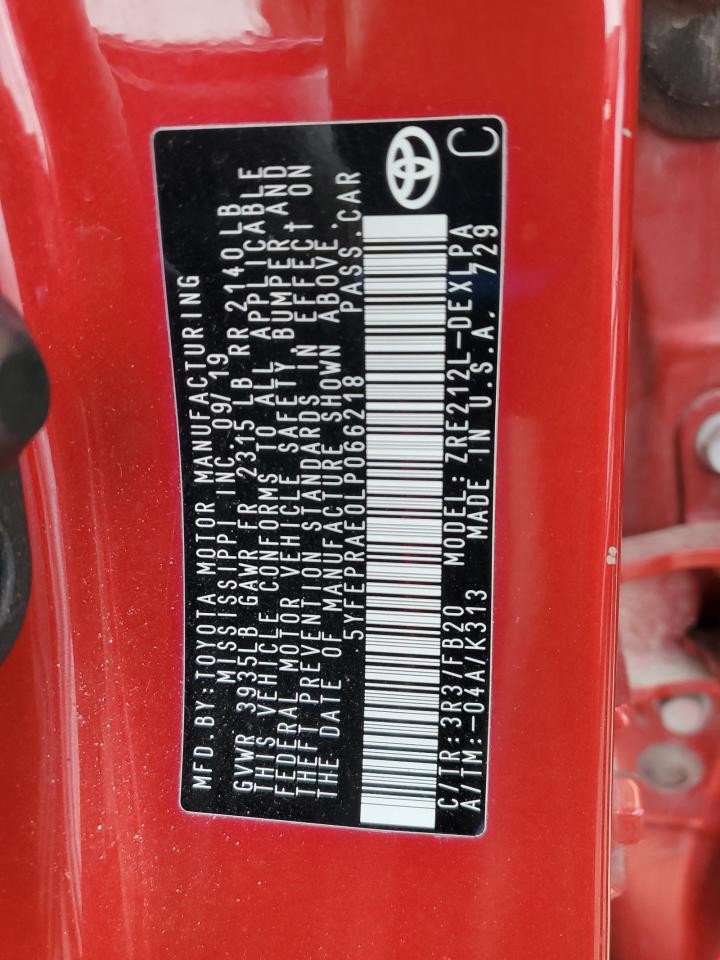 MFD.BY:TOYOTA MOTOR MANUFACTURING
MISSISSIPPI INC. 09/19
GVWR 3935LB GAWR FR 2315 LB RR 2140 LB
THIS VEHICLE CONFORMS TO ALL APPLICABLE
FEDERAL MOTOR VEHICLE SAFETY BUMPER AND
THEFT PREVENTION STANDARDS IN EFFECT ON
THE DATE OF MANUFACTURE SHOWN ABOVE.
5YFEPRAE0LP066218 PASS.CAR
C/TR:3R3/FB20 MODEL:ZRE212L-DEXLPA
A/TM:-04A/K313 MADE IN U.S.A. 729
C